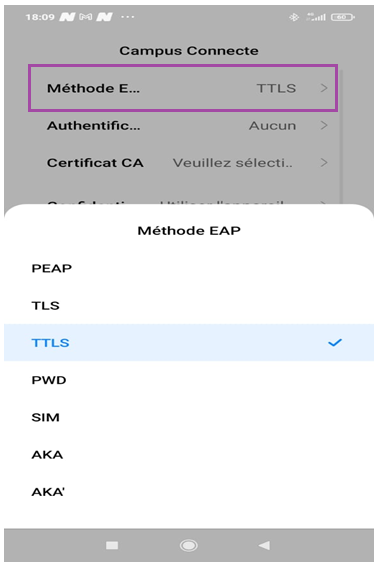 18:09
60
Campus Connecte
Méthode E... TTLS
Authentific... Aucun
Certificat CA Veuillez sélecti..
Méthode EAP
PEAP
TLS
TTLS
PWD
SIM
AKA
AKA'